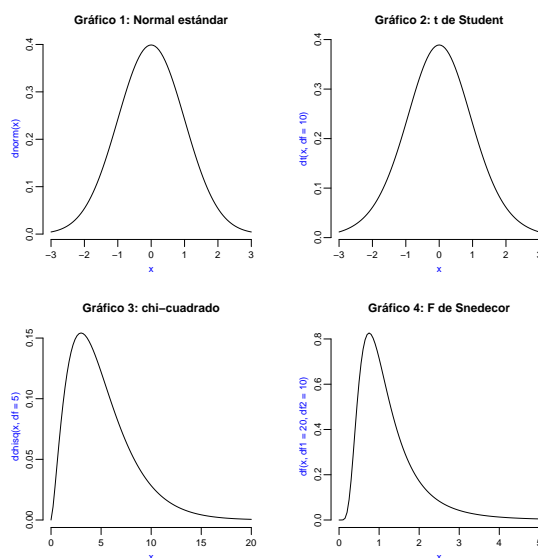 Gráfico 1: Normal estándar
dnorm(x)
0.0 0.1 0.2 0.3 0.4
−3 −2 −1 0 1 2 3
x
Gráfico 2: t de Student
dt(x, df = 10)
0.0 0.1 0.2 0.3 0.4
−3 −2 −1 0 1 2 3
x
Gráfico 3: chi−cuadrado
dchisq(x, df = 5)
0.00 0.05 0.10 0.15
0 5 10 15 20
x
Gráfico 4: F de Snedecor
df(x, df1 = 20, df2 = 10)
0.0 0.2 0.4 0.6 0.8
0 1 2 3 4 5
x